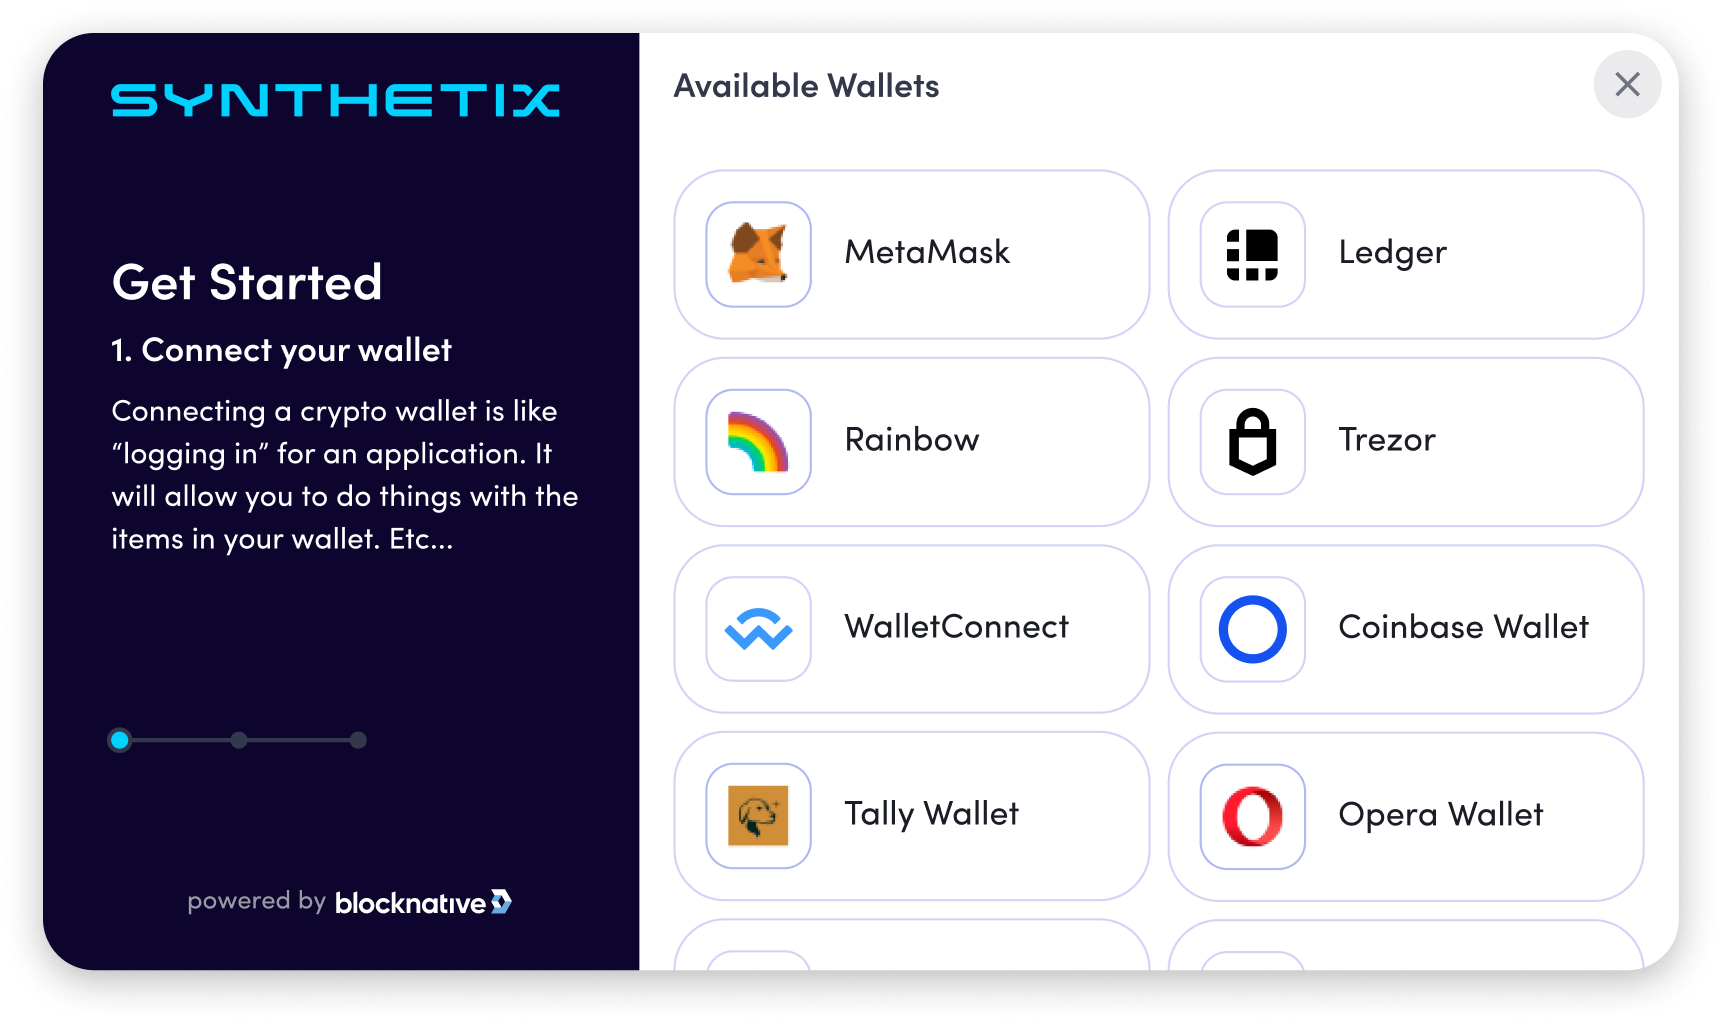 SYNTHETIX
Get Started
1. Connect your wallet
Connecting a crypto wallet is like
“logging in” for an application. It
will allow you to do things with the
items in your wallet. Etc...
powered by blocknative
Available Wallets
MetaMask
Ledger
Rainbow
Trezor
WalletConnect
Coinbase Wallet
Tally Wallet
Opera Wallet